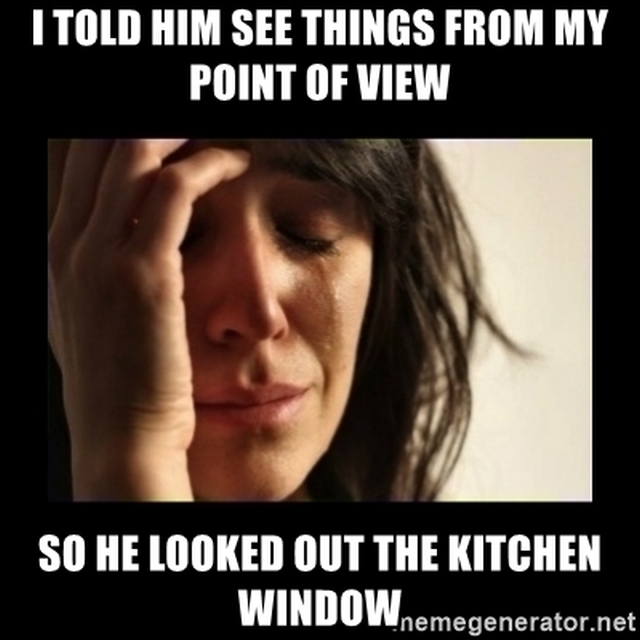 I TOLD HIM SEE THINGS FROM MY
POINT OF VIEW
SO HE LOOKED OUT THE KITCHEN
WINDOW
memegenerator.net